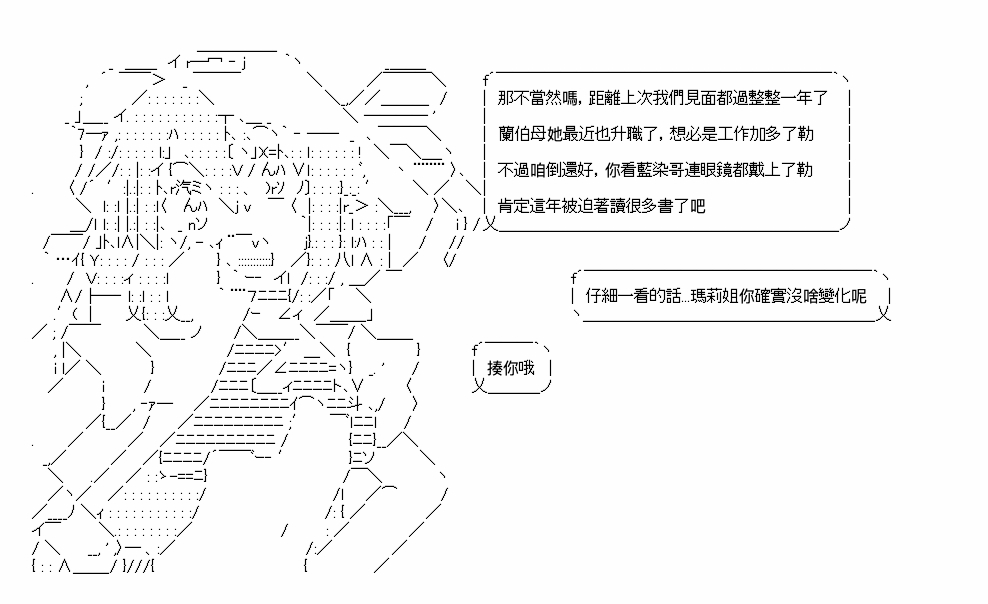 那不當然嗎，距離上次我們見面都過整整一年了
蘭伯母她最近也升職了，想必是工作加多了勒
不過咱倒還好，你看藍染哥連眼鏡都戴上了勒
肯定這年被迫著讀很多書了吧
仔細一看的話...瑪莉姐你確實沒啥變化呢
揍你哦